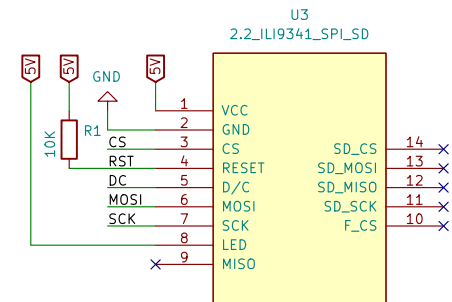 U3
2.2_ILI9341_SPI_SD
5V
5V
GND
5V
10K
R1
1 VCC
2 GND
CS 3 CS
RST 4 RESET
DC 5 D/C
MOSI 6 MOSI
SCK 7 SCK
8 LED
9 MISO
SD_CS 14
SD_MOSI 13
SD_MISO 12
SD_SCK 11
F_CS 10